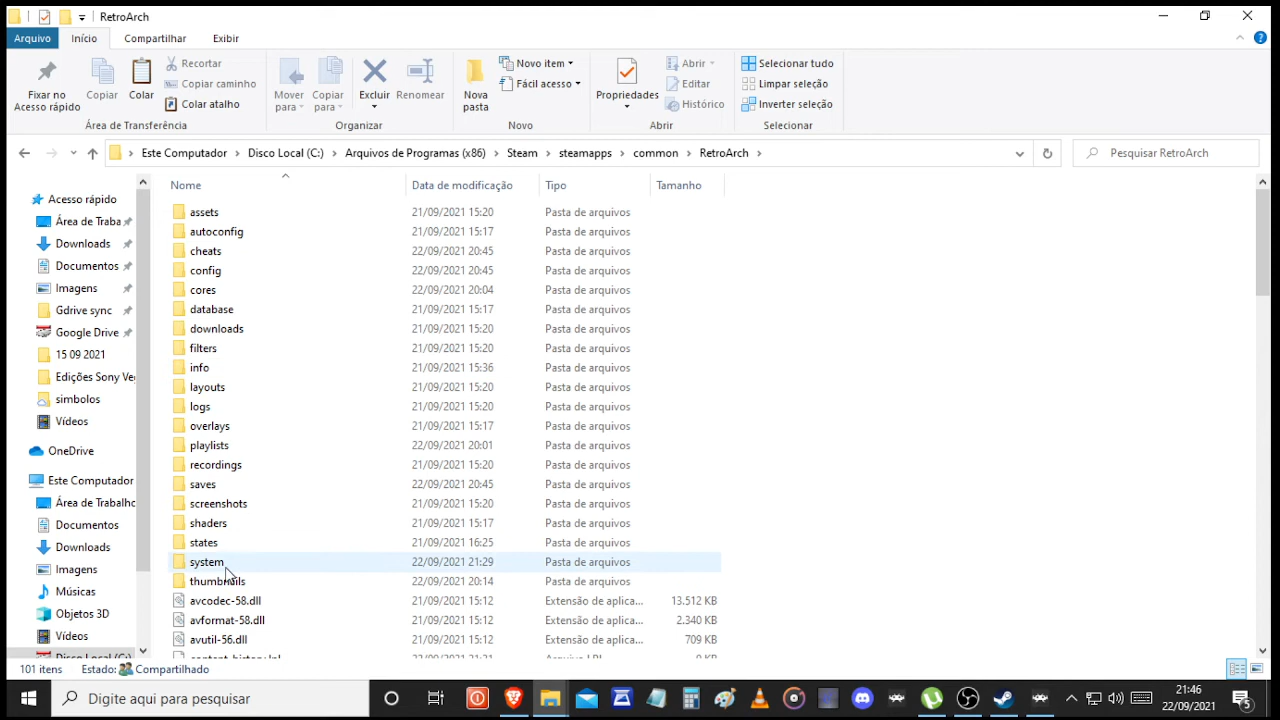 RetroArch
Arquivo Início Compartilhar Exibir
Fixar no Acesso rápido
Copiar
Colar
Recortar
Copiar caminho
Colar atalho
Área de Transferência
Mover para
Copiar para
Excluir
Renomear
Organizar
Nova pasta
Novo item
Fácil acesso
Novo
Propriedades
Abrir
Editar
Histórico
Abrir
Selecionar tudo
Limpar seleção
Inverter seleção
Selecionar
Este Computador > Disco Local (C:) > Arquivos de Programas (x86) > Steam > steamapps > common > RetroArch >
Pesquisar RetroArch
Acesso rápido
Área de Traba
Downloads
Documentos
Imagens
Gdrive sync
Google Drive
15 09 2021
Edições Sony Ve
simbolos
Vídeos
OneDrive
Este Computador
Área de Trabalho
Documentos
Downloads
Imagens
Músicas
Objetos 3D
Vídeos
Disco Local (C:)
Nome Data de modificação Tipo Tamanho
assets 21/09/2021 15:20 Pasta de arquivos
autoconfig 21/09/2021 15:17 Pasta de arquivos
cheats 22/09/2021 20:45 Pasta de arquivos
config 22/09/2021 20:45 Pasta de arquivos
cores 22/09/2021 20:04 Pasta de arquivos
database 21/09/2021 15:17 Pasta de arquivos
downloads 21/09/2021 15:20 Pasta de arquivos
filters 21/09/2021 15:20 Pasta de arquivos
info 21/09/2021 15:36 Pasta de arquivos
layouts 21/09/2021 15:20 Pasta de arquivos
logs 21/09/2021 15:20 Pasta de arquivos
overlays 21/09/2021 15:17 Pasta de arquivos
playlists 22/09/2021 20:01 Pasta de arquivos
recordings 21/09/2021 15:20 Pasta de arquivos
saves 22/09/2021 20:45 Pasta de arquivos
screenshots 21/09/2021 15:20 Pasta de arquivos
shaders 21/09/2021 15:17 Pasta de arquivos
states 21/09/2021 16:25 Pasta de arquivos
system 22/09/2021 21:29 Pasta de arquivos
thumbnails 22/09/2021 20:14 Pasta de arquivos
avcodec-58.dll 21/09/2021 15:12 Extensão de aplica... 13.512 KB
avformat-58.dll 21/09/2021 15:12 Extensão de aplica... 2.340 KB
avutil-56.dll 21/09/2021 15:12 Extensão de aplica... 709 KB
101 itens Estado: Compartilhado
Digite aqui para pesquisar
21:46
22/09/2021
5